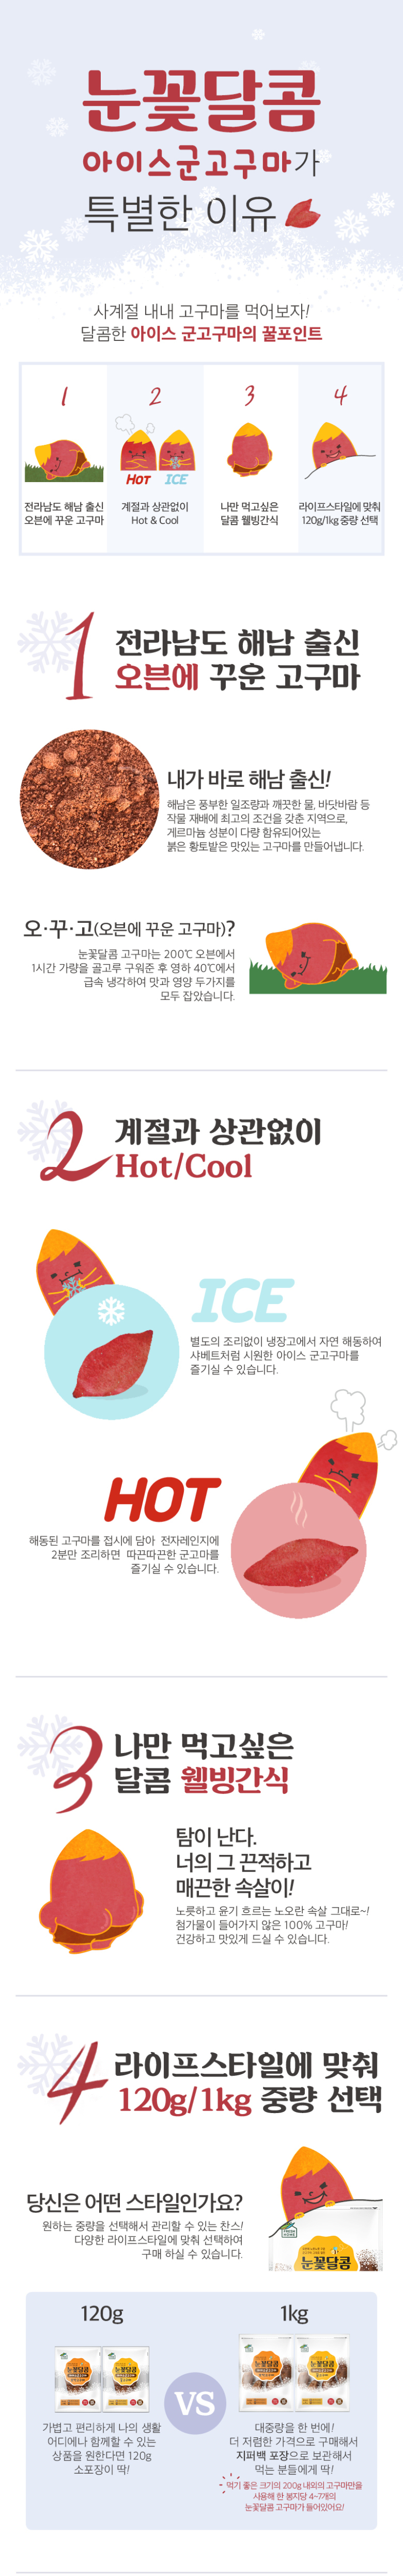 눈꽃달콤
아이스군고구마가
특별한 이유
사계절 내내 고구마를 먹어보자!
달콤한 아이스 군고구마의 꿀포인트
1
2
3
4
HOT ICE
전라남도 해남 출신
오븐에 꾸운 고구마
계절과 상관없이
Hot & Cool
나만 먹고싶은
달콤 웰빙간식
라이프스타일에 맞춰
120g/1kg 중량 선택
1 전라남도 해남 출신
오븐에 꾸운 고구마
내가 바로 해남 출신!
해남은 풍부한 일조량과 깨끗한 물, 바닷바람 등
작물 재배에 최고의 조건을 갖춘 지역으로,
게르마늄 성분이 다량 함유되어있는
붉은 황토밭은 맛있는 고구마를 만들어냅니다.
오·꾸·고(오븐에 꾸운 고구마)?
눈꽃달콤 고구마는 200℃ 오븐에서
1시간 가량을 골고루 구워준 후 영하 40℃에서
급속 냉각하여 맛과 영양 두가지를
모두 잡았습니다.
2 계절과 상관없이
Hot/Cool
ICE
별도의 조리없이 냉장고에서 자연 해동하여
샤베트처럼 시원한 아이스 군고구마를
즐기실 수 있습니다.
HOT
해동된 고구마를 접시에 담아 전자레인지에
2분만 조리하면 따끈따끈한 군고마를
즐기실 수 있습니다.
3 나만 먹고싶은
달콤 웰빙간식
탐이 난다.
너의 그 끈적하고
매끈한 속살이!
노릇하고 윤기 흐르는 노오란 속살 그대로~!
첨가물이 들어가지 않은 100% 고구마!
건강하고 맛있게 드실 수 있습니다.
4 라이프스타일에 맞춰
120g/1kg 중량 선택
당신은 어떤 스타일인가요?
원하는 중량을 선택해서 관리할 수 있는 찬스!
다양한 라이프스타일에 맞춰 선택하여
구매 하실 수 있습니다.
FRESH
HOME
눈꽃달콤
120g
1kg
눈꽃달콤
눈꽃달콤
VS
눈꽃달콤
눈꽃달콤
가볍고 편리하게 나의 생활
어디에나 함께할 수 있는
상품을 원한다면 120g
소포장이 딱!
대중량을 한 번에!
더 저렴한 가격으로 구매해서
지퍼백 포장으로 보관해서
먹는 분들에게 딱!
먹기 좋은 크기의 200g 내외의 고구마만을
사용해 한 봉지당 4~7개의
눈꽃달콤 고구마가 들어있어요!